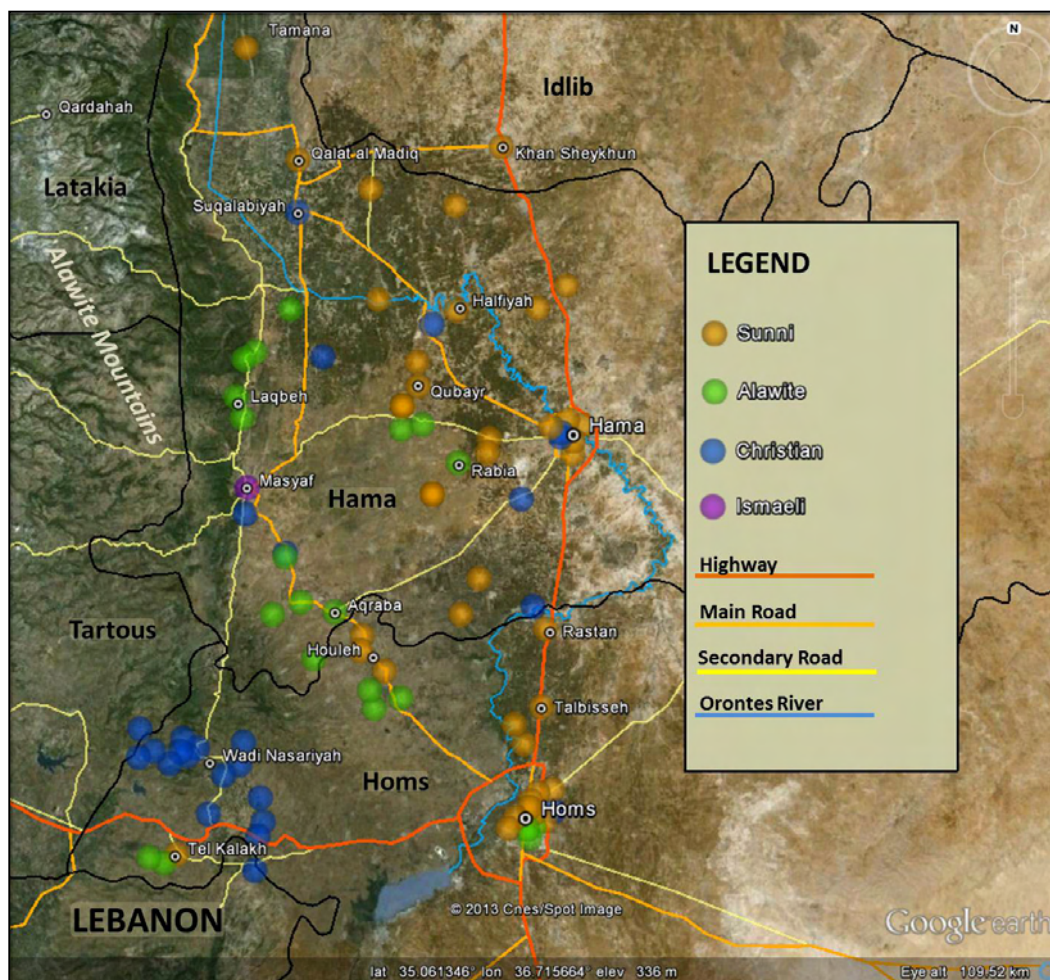 Tamana
N
Idlib
Qardahah
Qalat al Madiq
Khan Sheykhun
Latakia
Suqalabiyah
Alawite Mountains
Halfiyah
LEGEND
Sunni
Alawite
Christian
Ismaeli
Highway
Main Road
Secondary Road
Orontes River
Laqbeh
Qubayr
Hama
Rabia
Masyaf
Hama
Tartous
Aqraba
Houleh
Rastan
Talbisseh
Wadi Nasariyah
Homs
Homs
Tel Kalakh
LEBANON
© 2013 Cnes/Spot Image
Google earth
lat 35.061346° lon 36.715664° elev 336 m
Eye alt 109.52 km